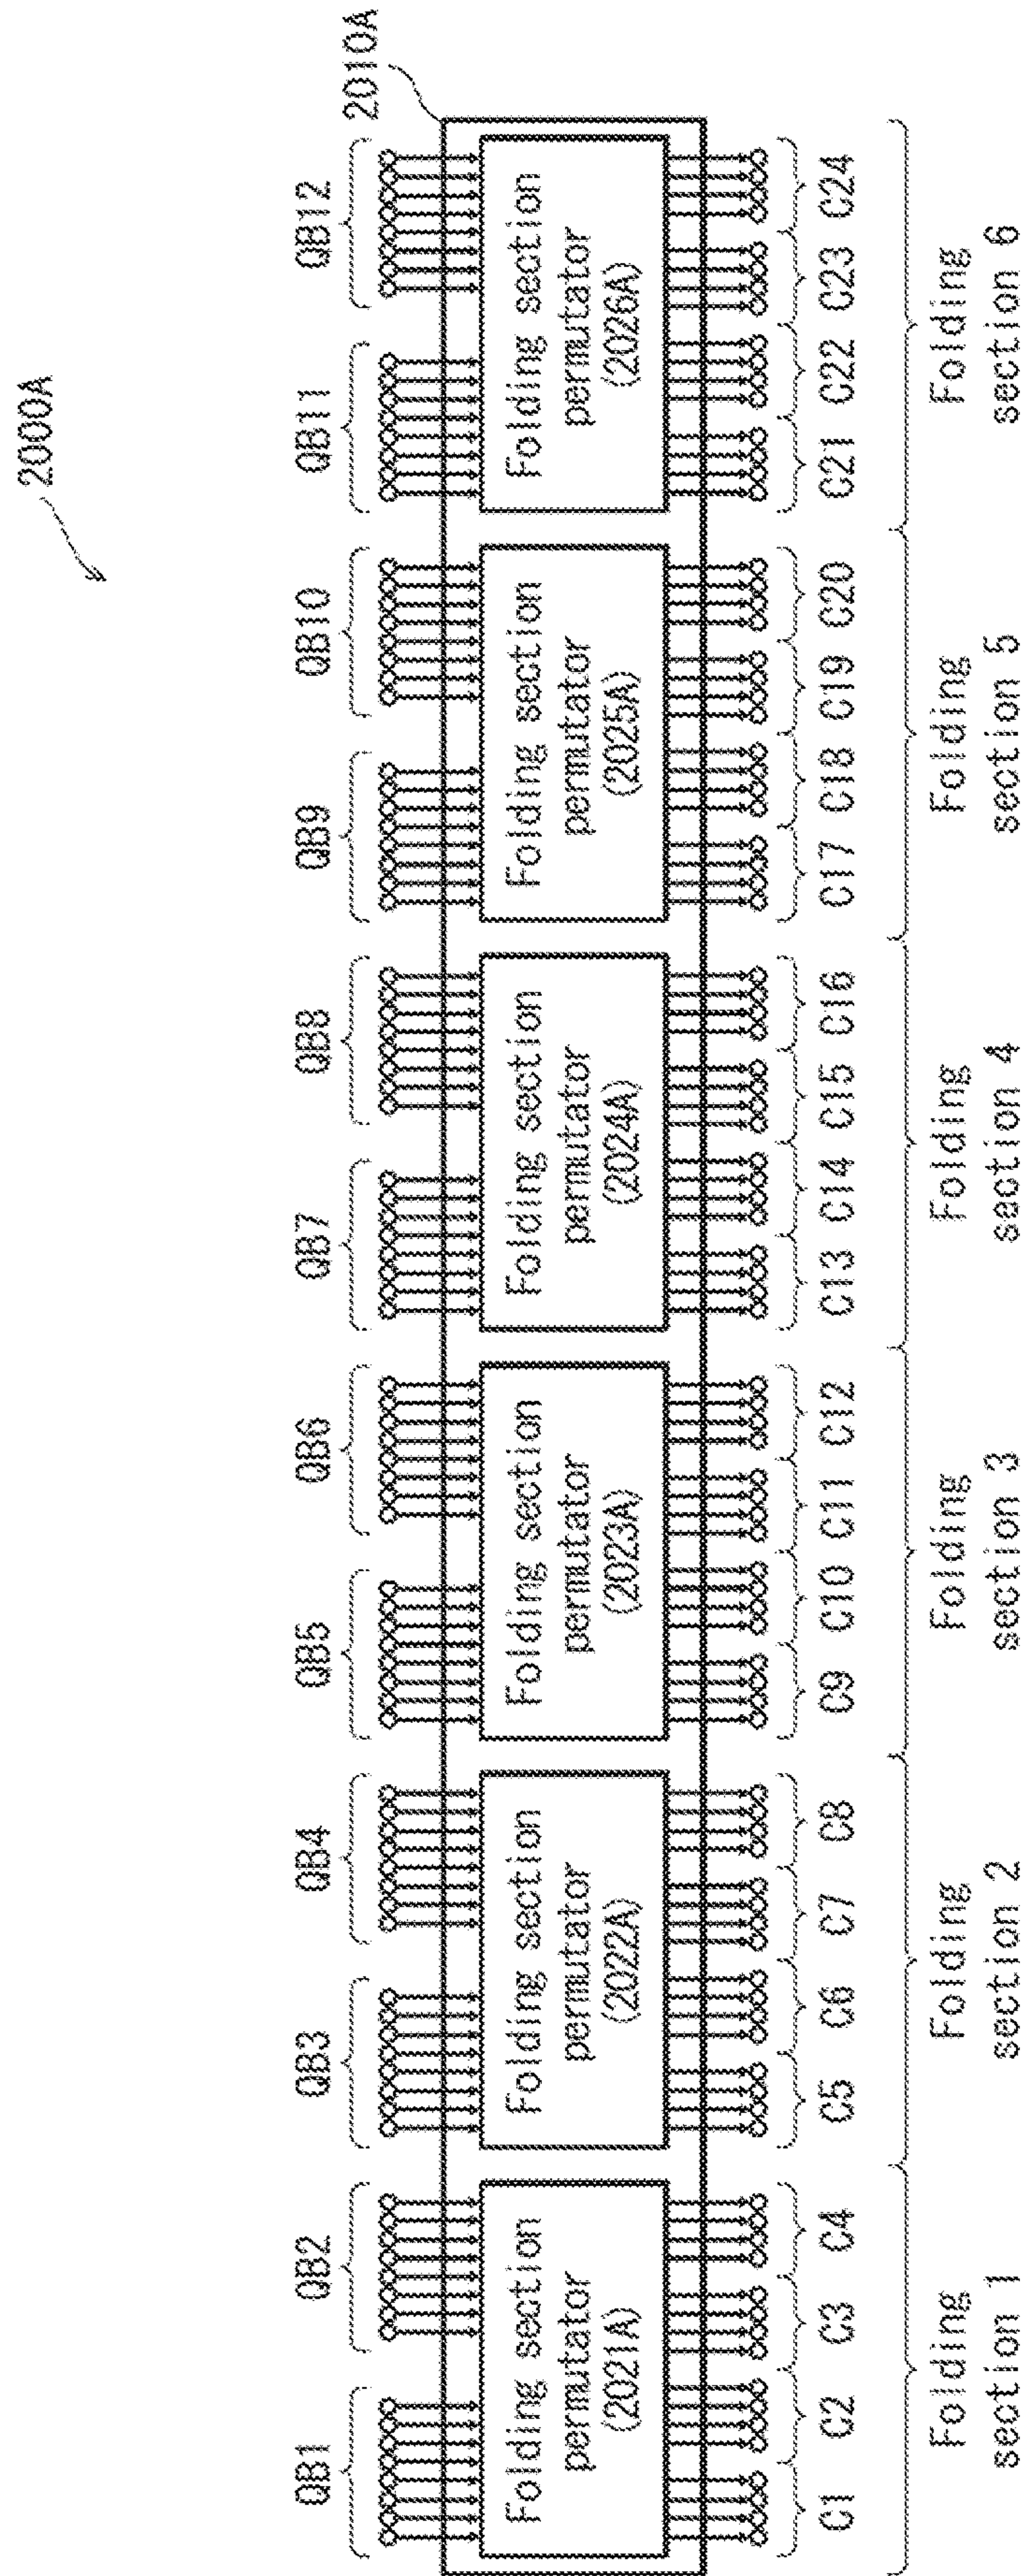 2000A
2010A
QB1 QB2 QB3 QB4 QB5 QB6 QB7 QB8 QB9 QB10 QB11 QB12
Folding section
permutator
(2021A)
Folding section
permutator
(2022A)
Folding section
permutator
(2023A)
Folding section
permutator
(2024A)
Folding section
permutator
(2025A)
Folding section
permutator
(2026A)
C1 C2 C3 C4 C5 C6 C7 C8 C9 C10 C11 C12 C13 C14 C15 C16 C17 C18 C19 C20 C21 C22 C23 C24
Folding
section 1
Folding
section 2
Folding
section 3
Folding
section 4
Folding
section 5
Folding
section 6